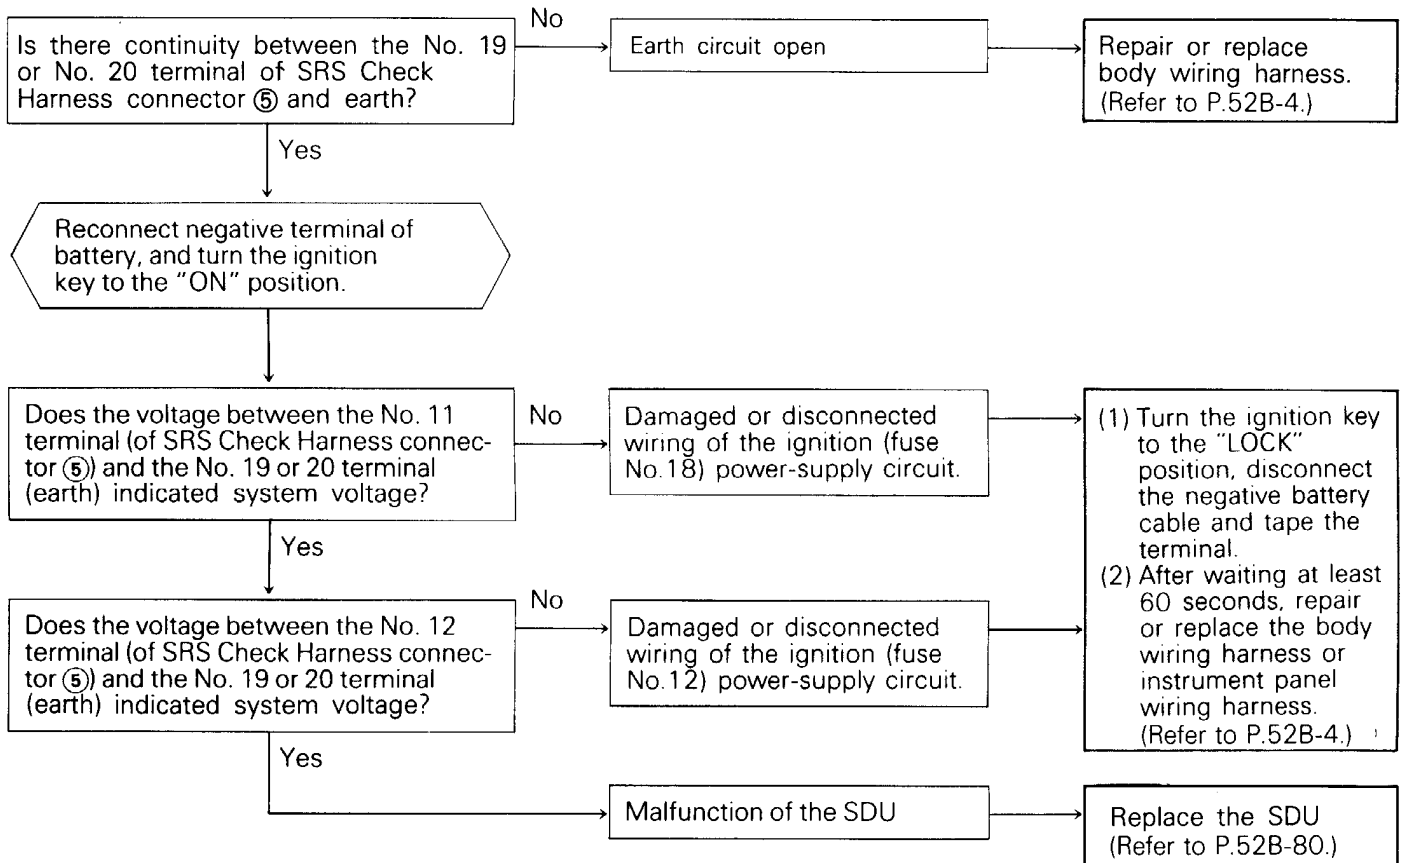 Is there continuity between the No. 19
or No. 20 terminal of SRS Check
Harness connector ⑤ and earth?
No
Earth circuit open
Repair or replace
body wiring harness.
(Refer to P.52B-4.)
Yes
Reconnect negative terminal of
battery, and turn the ignition
key to the "ON" position.
Does the voltage between the No. 11
terminal (of SRS Check Harness connec-
tor ⑤) and the No. 19 or 20 terminal
(earth) indicated system voltage?
No
Damaged or disconnected
wiring of the ignition (fuse
No.18) power-supply circuit.
(1) Turn the ignition key
to the "LOCK"
position, disconnect
the negative battery
cable and tape the
terminal.
(2) After waiting at least
60 seconds, repair
or replace the body
wiring harness or
instrument panel
wiring harness.
(Refer to P.52B-4.)
Yes
Does the voltage between the No. 12
terminal (of SRS Check Harness connec-
tor ⑤) and the No. 19 or 20 terminal
(earth) indicated system voltage?
No
Damaged or disconnected
wiring of the ignition (fuse
No.12) power-supply circuit.
Yes
Malfunction of the SDU
Replace the SDU
(Refer to P.52B-80.)